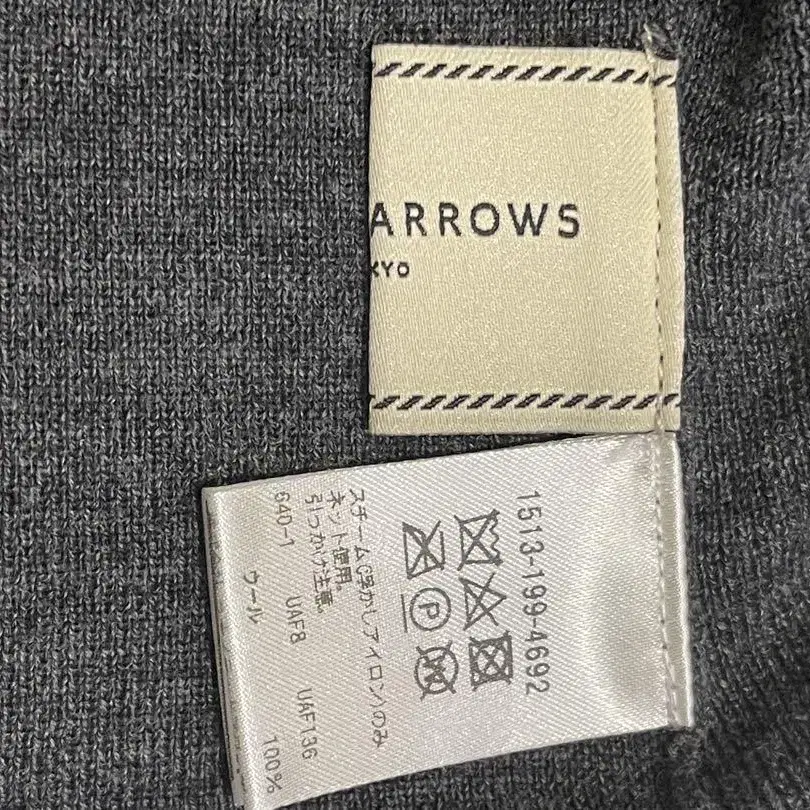 ARROWS
KYO
1513-199-4692
P
W
スチーム(浮かしアイロン)のみ
ネット使用。
引っかけ注意。
640-1 UAF8 UAF136
ウール 100%